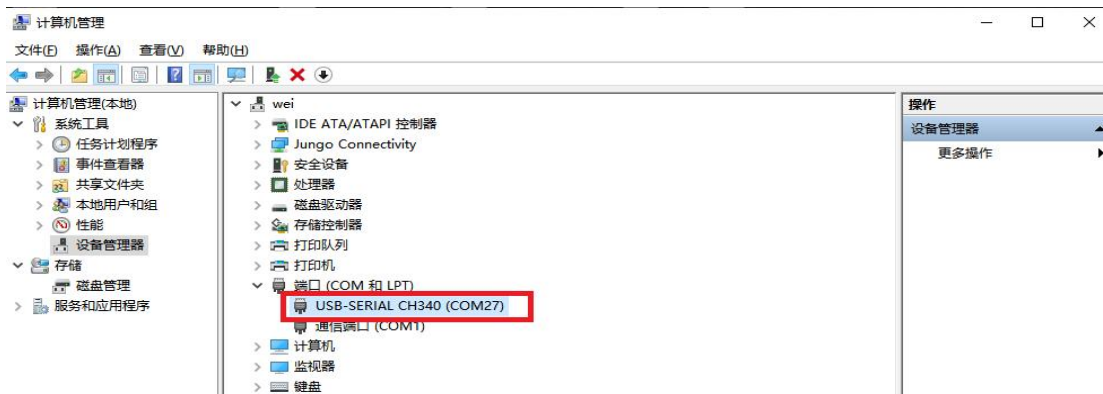 计算机管理
文件(F) 操作(A) 查看(V) 帮助(H)
计算机管理(本地)
系统工具
任务计划程序
事件查看器
共享文件夹
本地用户和组
性能
设备管理器
存储
磁盘管理
服务和应用程序
wei
IDE ATA/ATAPI 控制器
Jungo Connectivity
安全设备
处理器
磁盘驱动器
存储控制器
打印队列
打印机
端口 (COM 和 LPT)
USB-SERIAL CH340 (COM27)
通信端口 (COM1)
计算机
监视器
键盘
操作
设备管理器
更多操作